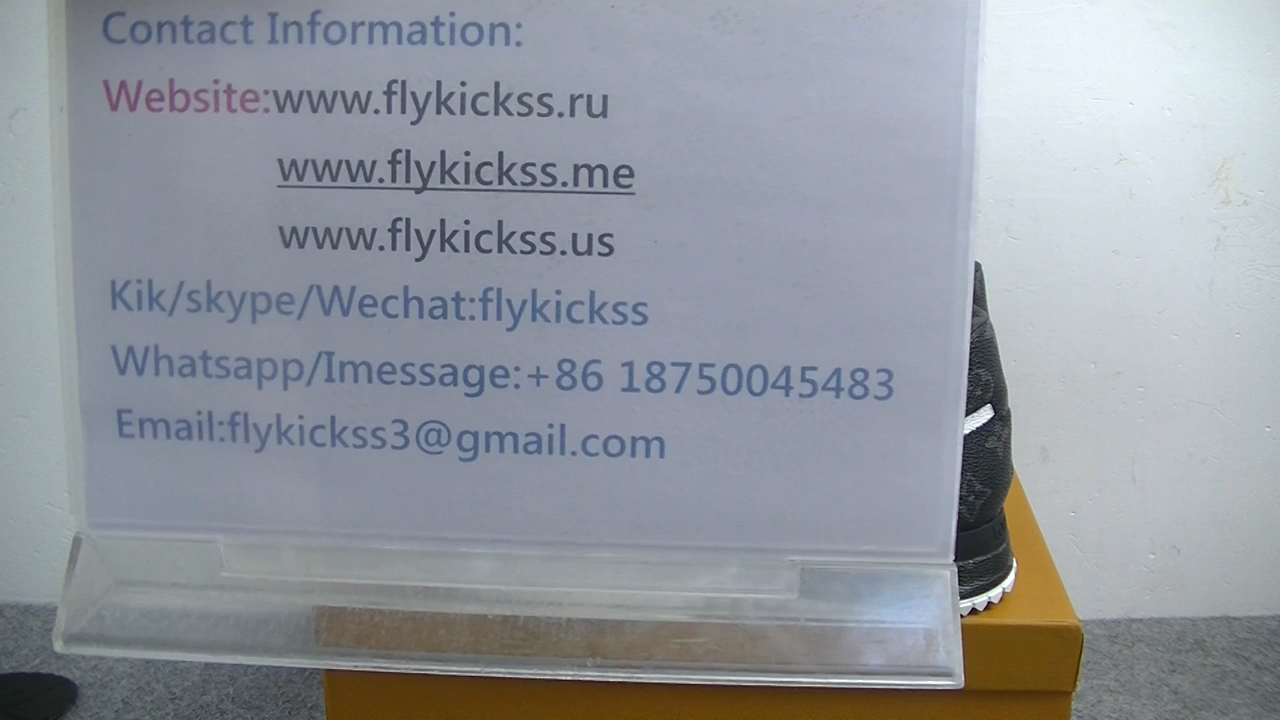 Contact Information:
Website:www.flykickss.ru
www.flykickss.me
www.flykickss.us
Kik/skype/Wechat:flykickss
Whatsapp/Imessage:+86 18750045483
Email:flykickss3@gmail.com